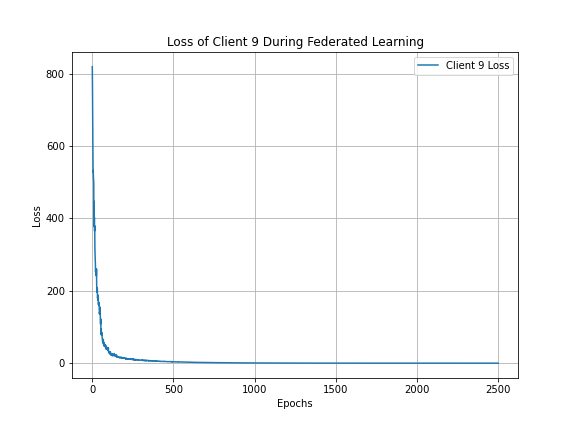 Loss of Client 9 During Federated Learning
Client 9 Loss
800
600
400
200
0
Loss
0 500 1000 1500 2000 2500
Epochs